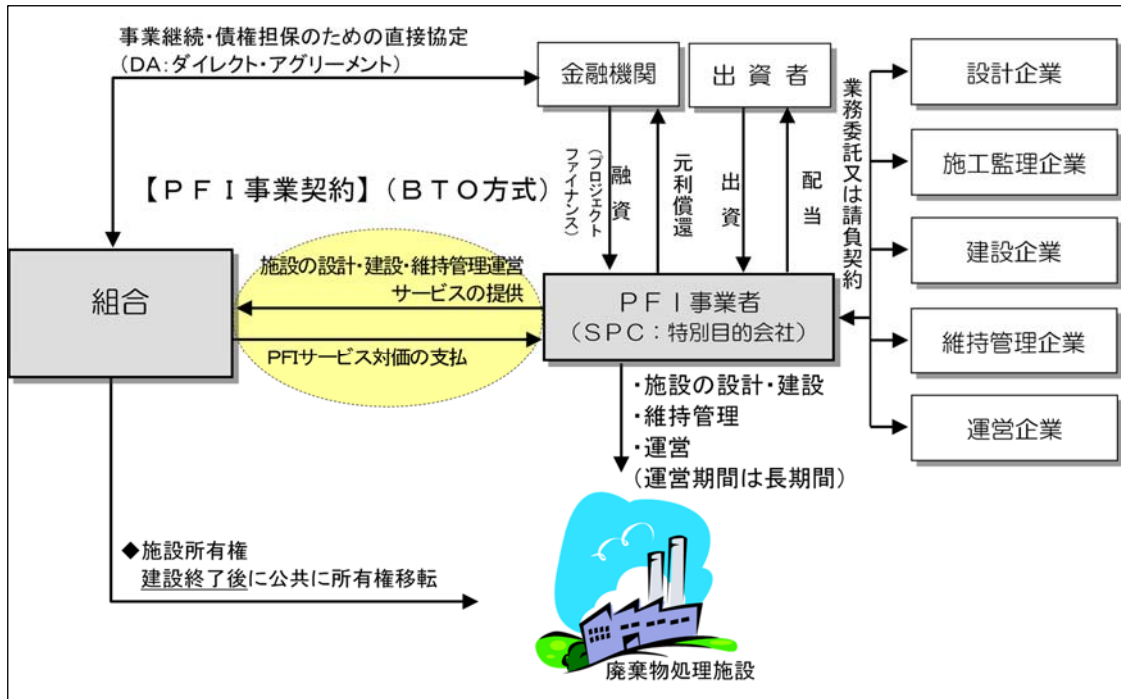 事業継続・債権担保のための直接協定
(DA:ダイレクト・アグリーメント)
金融機関
出資者
業務委託又は請負契約
設計企業
施工監理企業
建設企業
維持管理企業
運営企業
【PFI事業契約】(BTO方式)
融資
(プロジェクト
ファイナンス)
元利償還
出資
配当
組合
施設の設計・建設・維持管理運営
サービスの提供
PFIサービス対価の支払
PFI事業者
(SPC:特別目的会社)
・施設の設計・建設
・維持管理
・運営
(運営期間は長期間)
◆施設所有権
建設終了後に公共に所有権移転
廃棄物処理施設